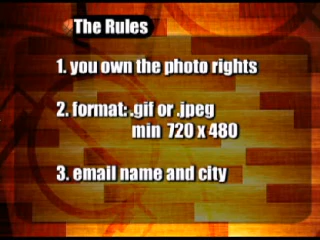 The Rules
1. you own the photo rights
2. format: .gif or .jpeg
min 720 x 480
3. email name and city